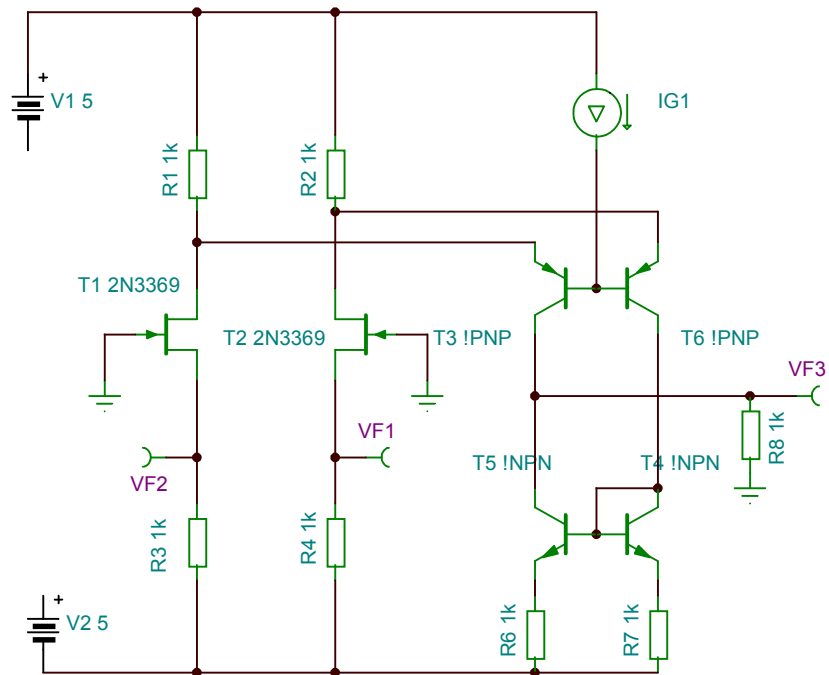 V1 5
+
R1 1k
R2 1k
IG1
T1 2N3369
T2 2N3369
T3 !PNP
T6 !PNP
VF3
VF2
VF1
T5 !NPN
T4 !NPN
R8 1k
R3 1k
R4 1k
+
V2 5
R6 1k
R7 1k